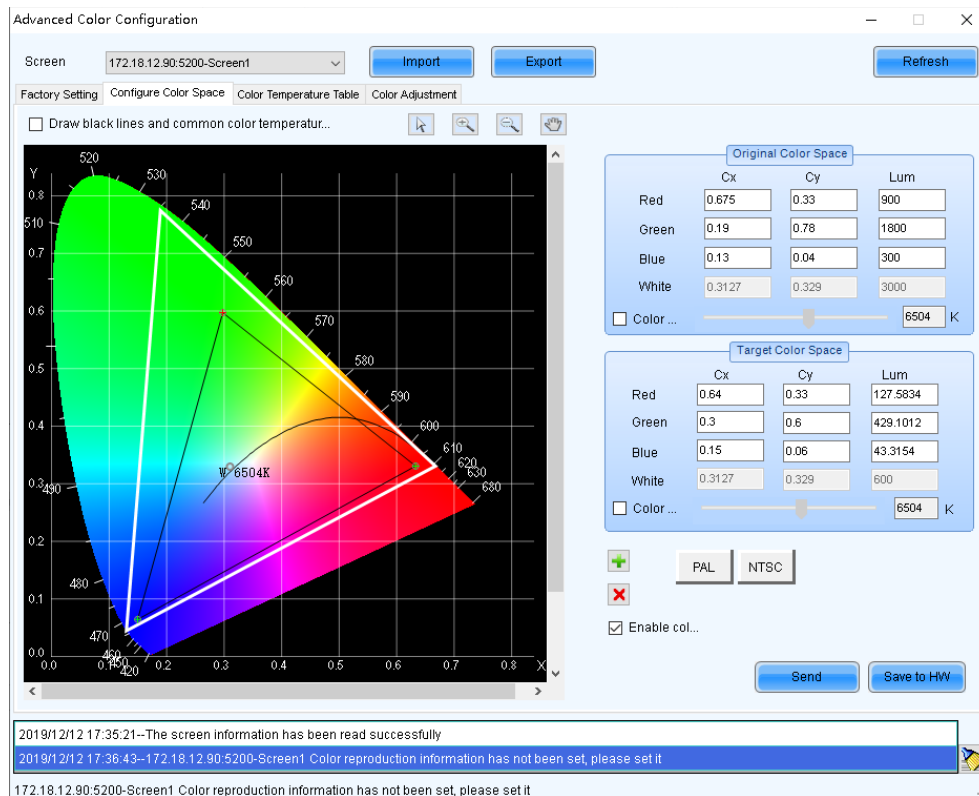 Advanced Color Configuration
Screen 172.18.12.90:5200-Screen1 Import Export Refresh
Factory Setting Configure Color Space Color Temperature Table Color Adjustment
Draw black lines and common color temperatur...
Y
520
530
540
510
550
560
570
580
590
600
610
620
630
680
490
480
470
460
450
420
0.8
0.7
0.6
0.5
0.4
0.3
0.2
0.1
0.0
W 6504K
0.0 0.1 0.2 0.3 0.4 0.5 0.6 0.7 0.8 X
Original Color Space
Cx Cy Lum
Red 0.675 0.33 900
Green 0.19 0.78 1800
Blue 0.13 0.04 300
White 0.3127 0.329 3000
Color ... 6504 K
Target Color Space
Cx Cy Lum
Red 0.64 0.33 127.5834
Green 0.3 0.6 429.1012
Blue 0.15 0.06 43.3154
White 0.3127 0.329 600
Color ... 6504 K
PAL NTSC
Enable col...
Send Save to HW
2019/12/12 17:35:21--The screen information has been read successfully
2019/12/12 17:36:43--172.18.12.90:5200-Screen1 Color reproduction information has not been set, please set it
172.18.12.90:5200-Screen1 Color reproduction information has not been set, please set it